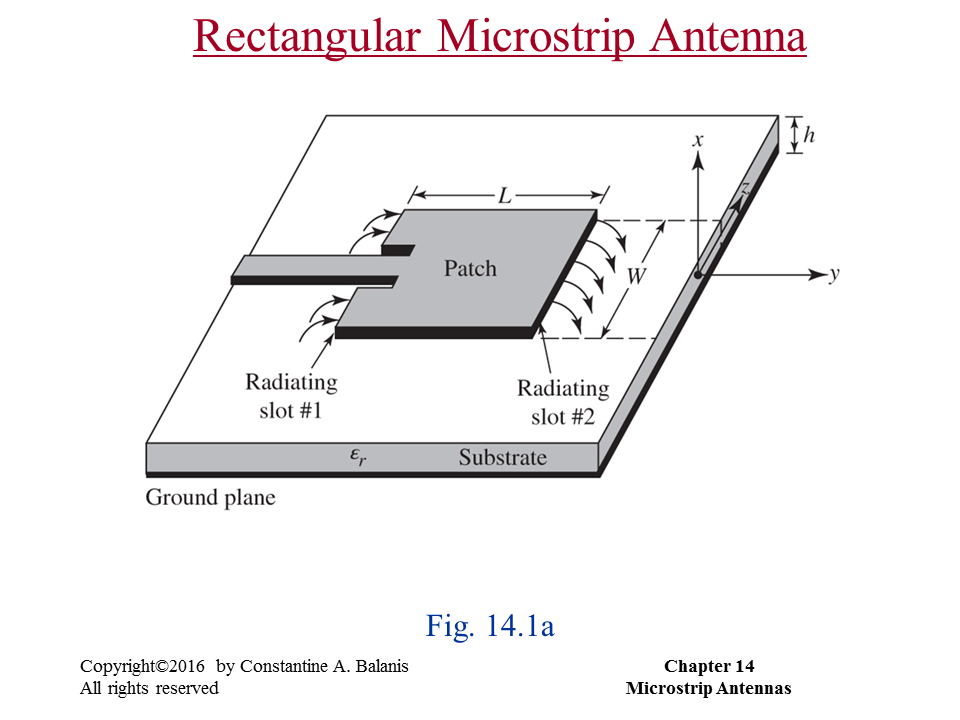 Rectangular Microstrip Antenna
h
x
z
L
Patch
W
y
Radiating
slot #1
Radiating
slot #2
εr
Substrate
Ground plane
Fig. 14.1a
Copyright©2016 by Constantine A. Balanis
All rights reserved
Chapter 14
Microstrip Antennas